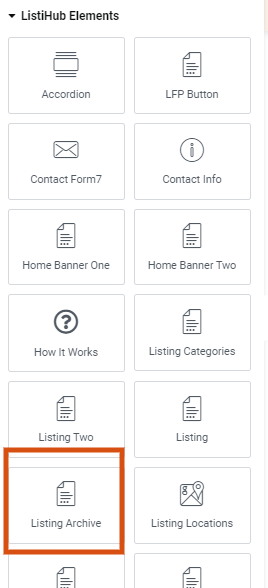 ListiHub Elements
Accordion
LFP Button
Contact Form7
Contact Info
Home Banner One
Home Banner Two
How It Works
Listing Categories
Listing Two
Listing
Listing Archive
Listing Locations